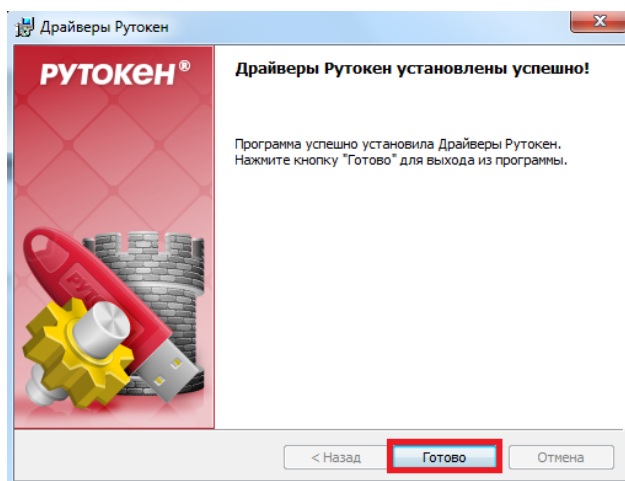 Драйверы Рутокен
РУТОКЕН®
Драйверы Рутокен установлены успешно!
Программа успешно установила Драйверы Рутокен.
Нажмите кнопку "Готово" для выхода из программы.
< Назад
Готово
Отмена